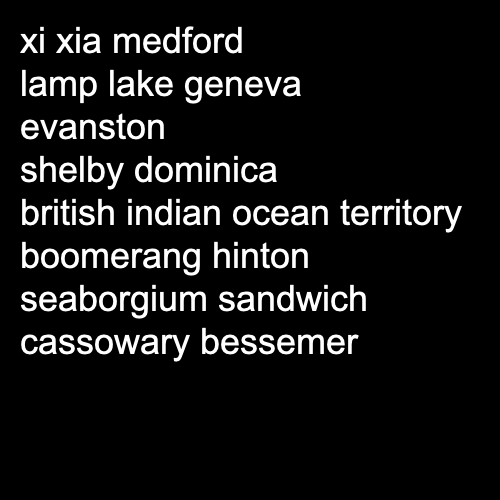 xi xia medford
lamp lake geneva
evanston
shelby dominica
british indian ocean territory
boomerang hinton
seaborgium sandwich
cassowary bessemer